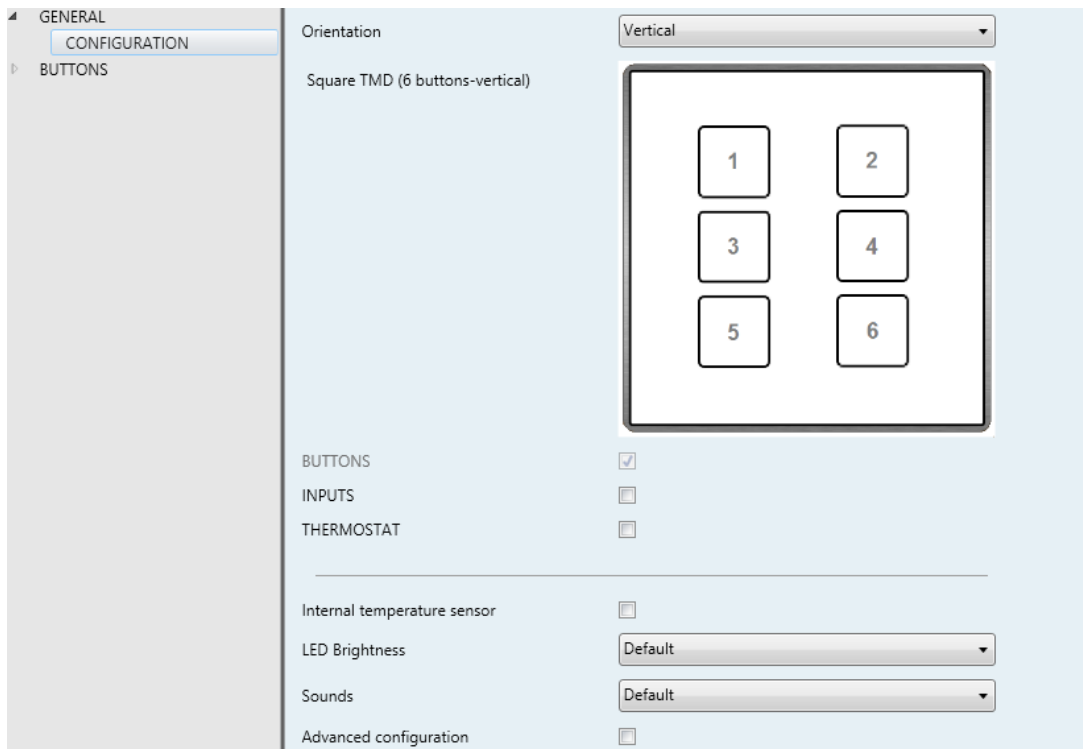 GENERAL
CONFIGURATION
BUTTONS
Orientation
Vertical
Square TMD (6 buttons-vertical)
1 2
3 4
5 6
BUTTONS
INPUTS
THERMOSTAT
Internal temperature sensor
LED Brightness
Default
Sounds
Default
Advanced configuration